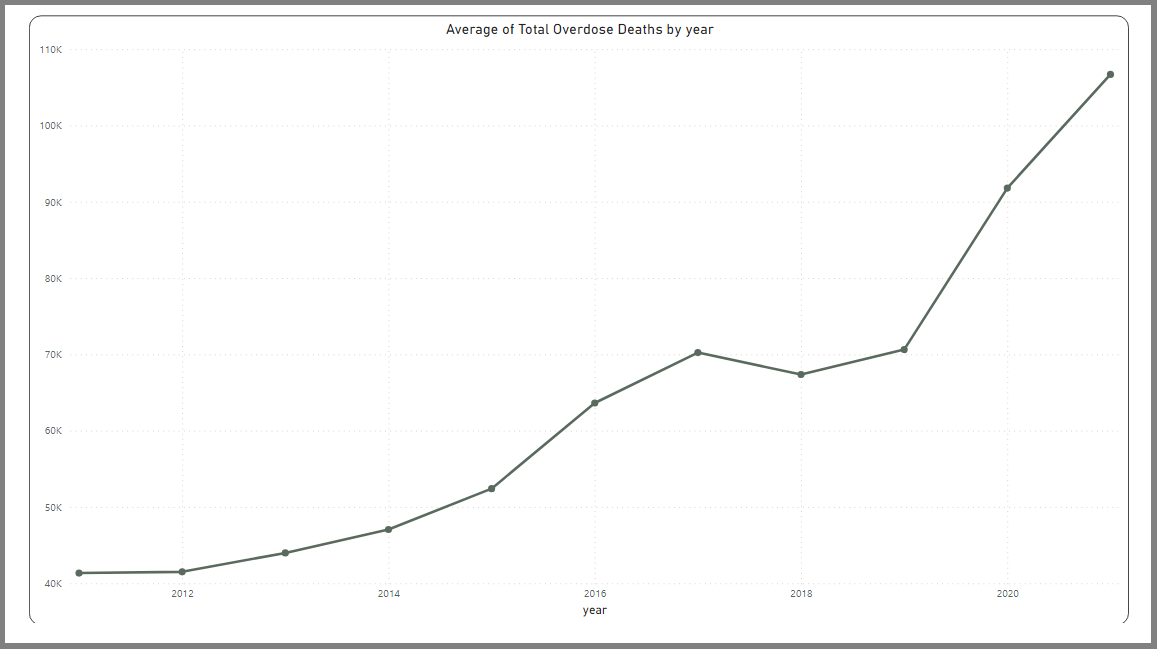 Average of Total Overdose Deaths by year
110K
100K
90K
80K
70K
60K
50K
40K
2012 2014 2016 2018 2020
year